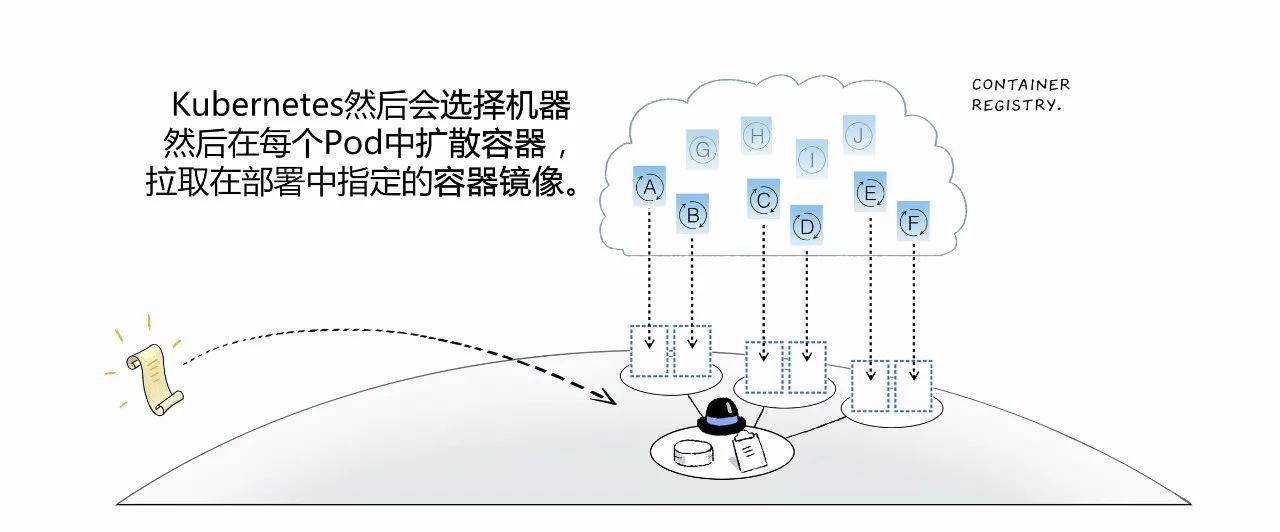 Kubernetes然后会选择机器
然后在每个Pod中扩散容器，
拉取在部署中指定的容器镜像。
CONTAINER
REGISTRY.
G
H
I
J
A
B
C
D
E
F